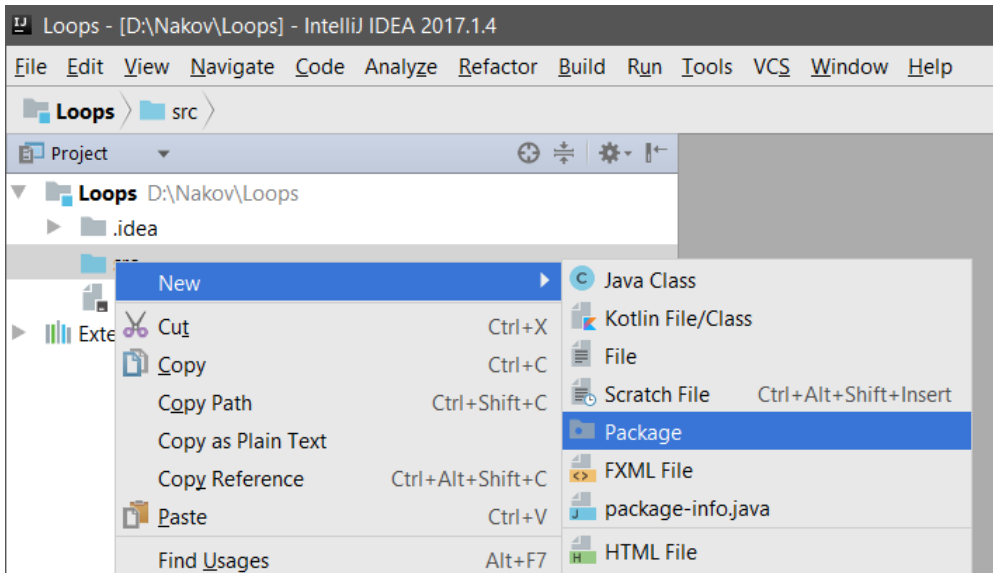 Loops - [D:\Nakov\Loops] - IntelliJ IDEA 2017.1.4
File Edit View Navigate Code Analyze Refactor Build Run Tools VCS Window Help
Loops src
Project
Loops D:\Nakov\Loops
.idea
New
Cut Ctrl+X
Copy Ctrl+C
Copy Path Ctrl+Shift+C
Copy as Plain Text
Copy Reference Ctrl+Alt+Shift+C
Paste Ctrl+V
Find Usages Alt+F7
Exte
Java Class
Kotlin File/Class
File
Scratch File Ctrl+Alt+Shift+Insert
Package
FXML File
package-info.java
HTML File